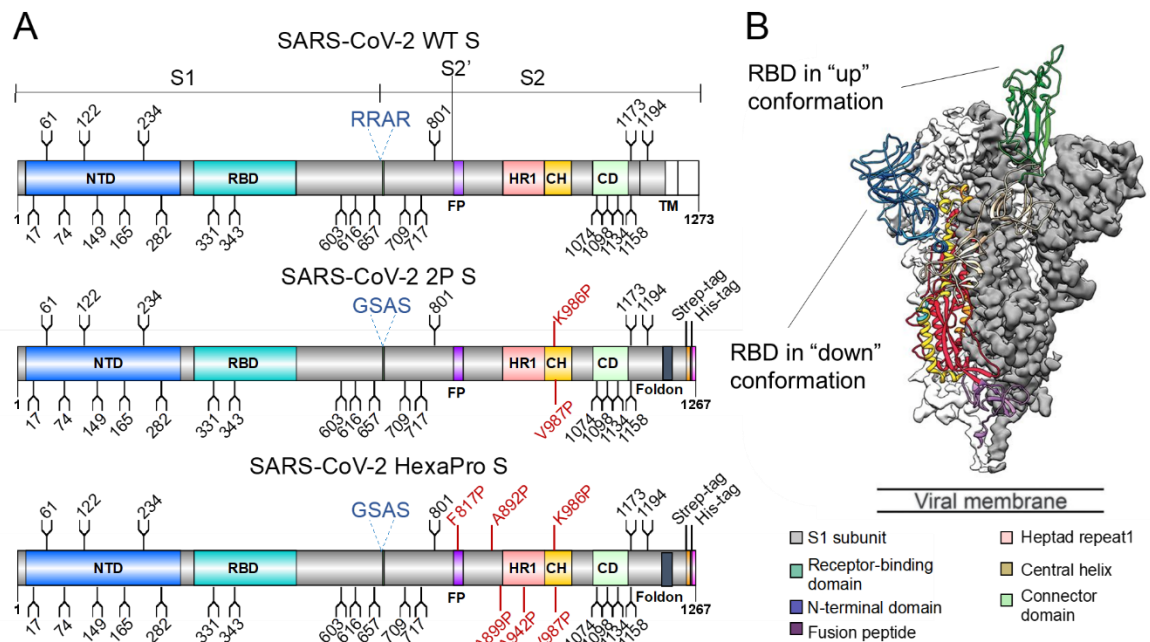 A
SARS-CoV-2 WT S
S1
S2’
S2
RRAR
61
122
234
801
1173
1194
NTD
RBD
HR1
CH
CD
FP
TM
1
1273
17
74
149
165
282
331
343
603
616
657
709
717
1074
1098
1134
1158
SARS-CoV-2 2P S
GSAS
61
122
234
801
K986P
1173
1194
Strep-tag
His-tag
NTD
RBD
HR1
CH
CD
FP
Foldon
1
1267
17
74
149
165
282
331
343
603
616
657
709
717
V987P
1074
1098
1134
1158
SARS-CoV-2 HexaPro S
GSAS
61
122
234
801
F817P
A892P
K986P
1173
1194
Strep-tag
His-tag
NTD
RBD
HR1
CH
CD
FP
Foldon
1
1267
17
74
149
165
282
331
343
603
616
657
709
717
A899P
A942P
V987P
1074
1098
1134
1158
B
RBD in “up”
conformation
RBD in “down”
conformation
Viral membrane
S1 subunit
Receptor-binding
domain
N-terminal domain
Fusion peptide
Heptad repeat1
Central helix
Connector
domain